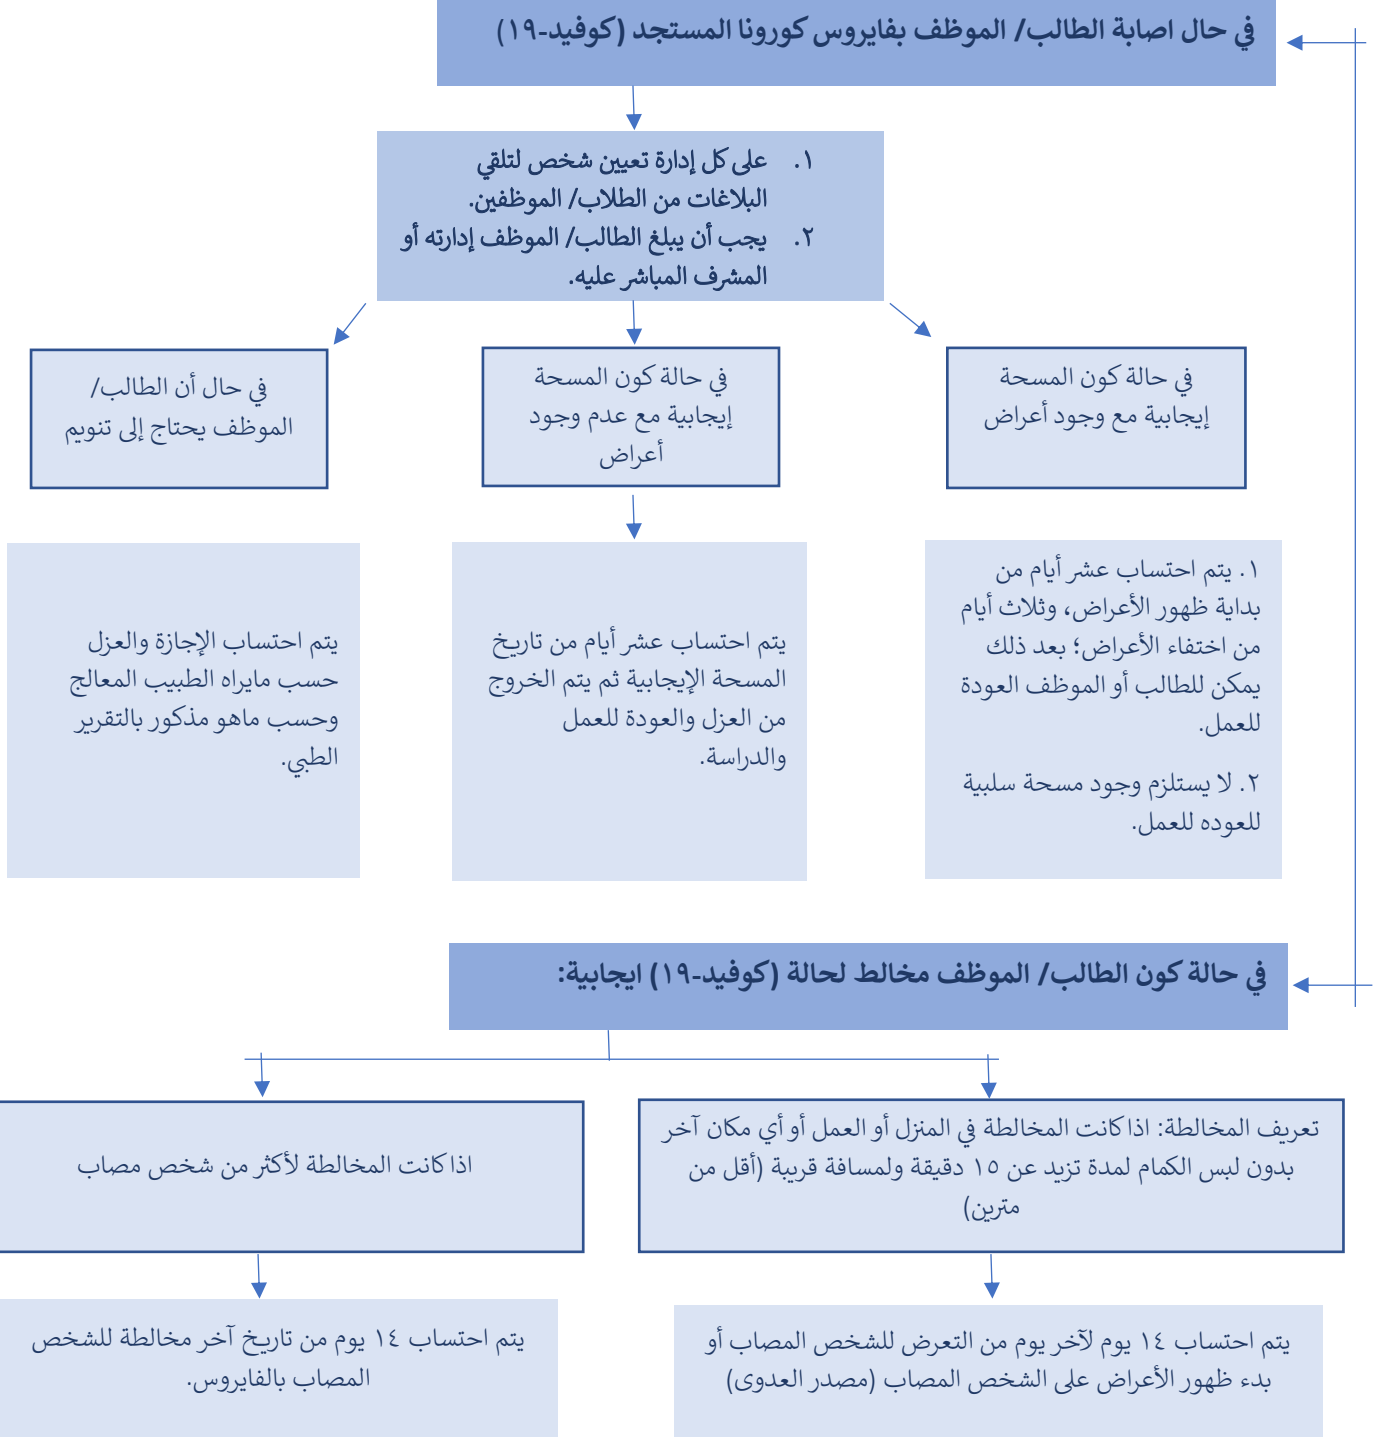 في حال اصابة الطالب/ الموظف بفايروس كورونا المستجد (كوفيد-١٩)
١. على كل إدارة تعيين شخص لتلقي
البلاغات من الطلاب/ الموظفين.
٢. يجب أن يبلغ الطالب/ الموظف إدارته أو
المشرف المباشر عليه.
في حالة كون المسحة
إيجابية مع وجود أعراض
في حالة كون المسحة
إيجابية مع عدم وجود
أعراض
في حال أن الطالب/
الموظف يحتاج إلى تنويم
١. يتم احتساب عشر أيام من
بداية ظهور الأعراض، وثلاث أيام
من اختفاء الأعراض؛ بعد ذلك
يمكن للطالب أو الموظف العودة
للعمل.
٢. لا يستلزم وجود مسحة سلبية
للعوده للعمل.
يتم احتساب عشر أيام من تاريخ
المسحة الإيجابية ثم يتم الخروج
من العزل والعودة للعمل
والدراسة.
يتم احتساب الإجازة والعزل
حسب مايراه الطبيب المعالج
وحسب ماهو مذكور بالتقرير
الطبي.
في حالة كون الطالب/ الموظف مخالط لحالة (كوفيد-١٩) ايجابية:
تعريف المخالطة: اذا كانت المخالطة في المنزل أو العمل أو أي مكان آخر
بدون لبس الكمام لمدة تزيد عن ١٥ دقيقة ولمسافة قريبة (أقل من
مترين)
اذا كانت المخالطة لأكثر من شخص مصاب
يتم احتساب ١٤ يوم لآخر يوم من التعرض للشخص المصاب أو
بدء ظهور الأعراض على الشخص المصاب (مصدر العدوى)
يتم احتساب ١٤ يوم من تاريخ آخر مخالطة للشخص
المصاب بالفايروس.